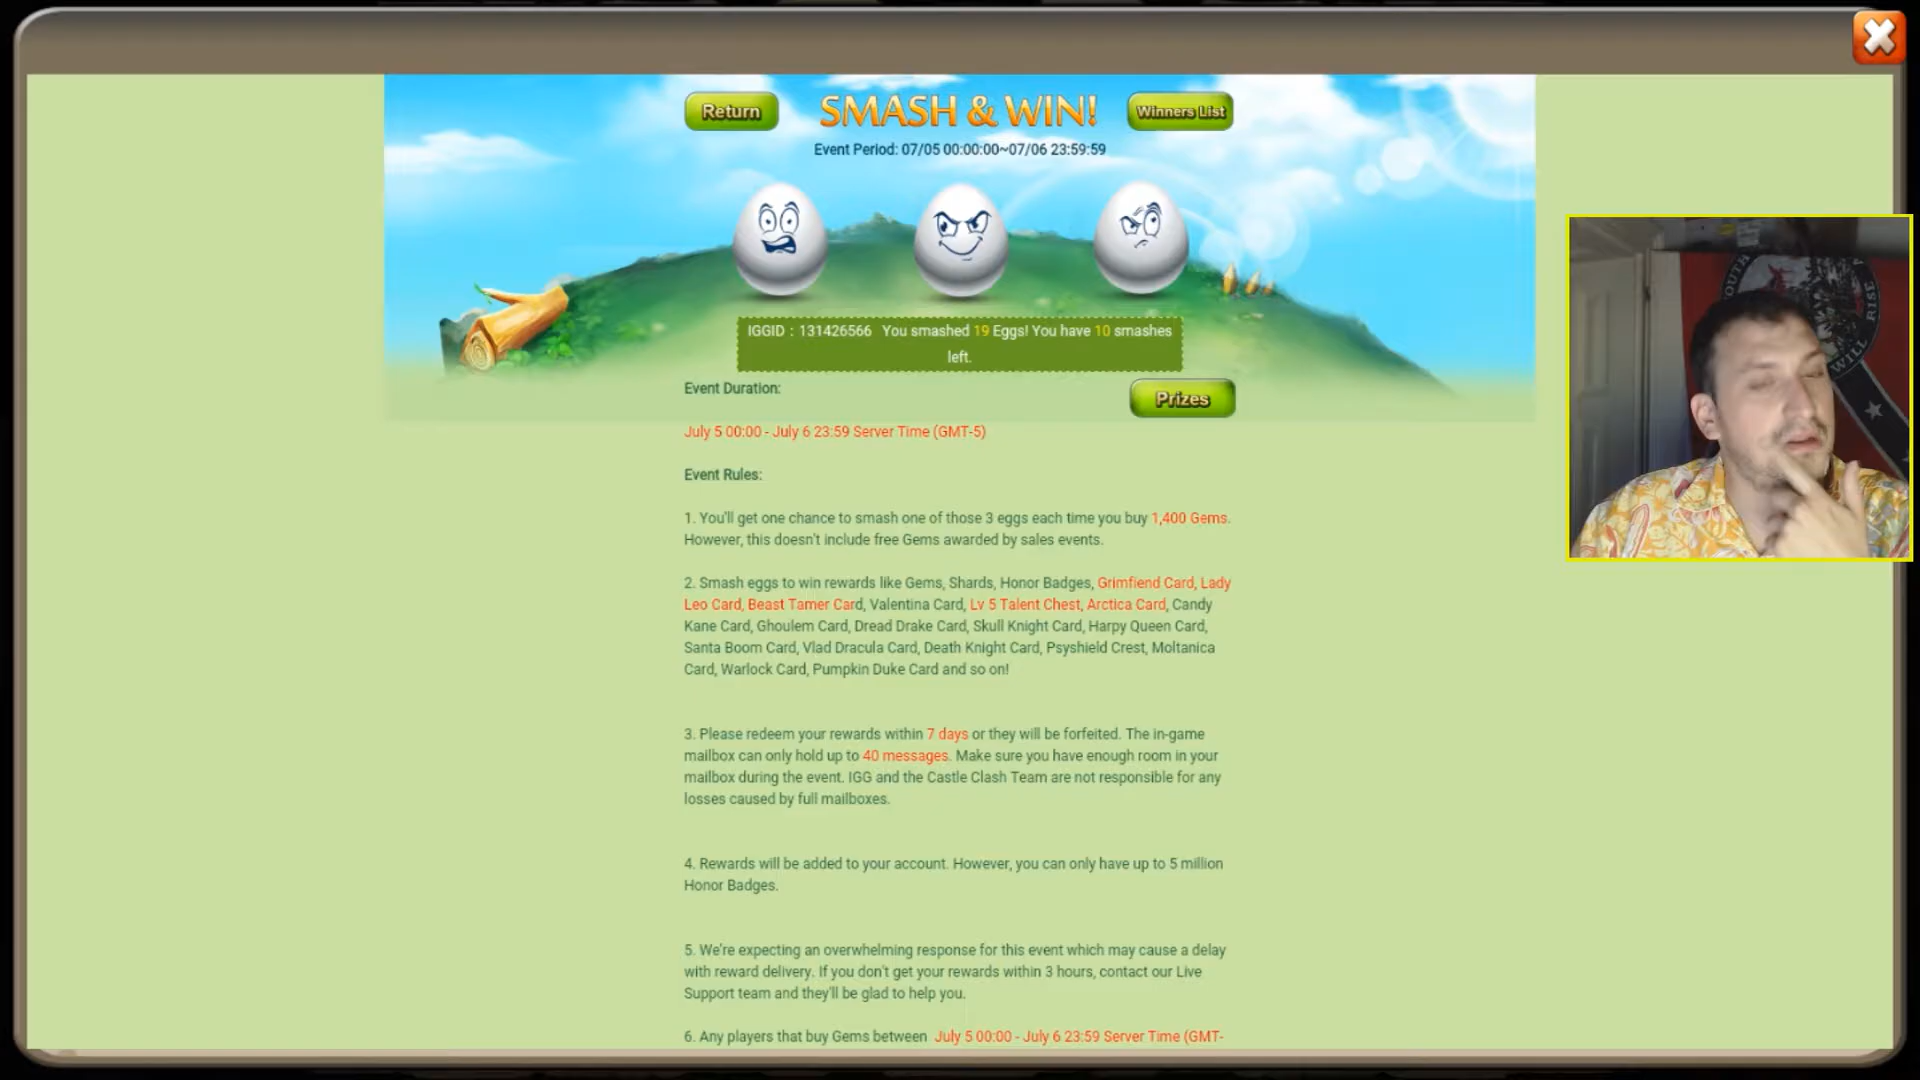 Return
SMASH & WIN!
Winners List
Event Period: 07/05 00:00:00~07/06 23:59:59
IGGID : 131426566 You smashed 19 Eggs! You have 10 smashes
left.
Event Duration:
Prizes
July 5 00:00 - July 6 23:59 Server Time (GMT-5)
Event Rules:
1. You'll get one chance to smash one of those 3 eggs each time you buy 1,400 Gems.
However, this doesn't include free Gems awarded by sales events.
2. Smash eggs to win rewards like Gems, Shards, Honor Badges, Grimfiend Card, Lady
Leo Card, Beast Tamer Card, Valentina Card, Lv 5 Talent Chest, Arctica Card, Candy
Kane Card, Ghoulem Card, Dread Drake Card, Skull Knight Card, Harpy Queen Card,
Santa Boom Card, Vlad Dracula Card, Death Knight Card, Psyshield Crest, Moltanica
Card, Warlock Card, Pumpkin Duke Card and so on!
3. Please redeem your rewards within 7 days or they will be forfeited. The in-game
mailbox can only hold up to 40 messages. Make sure you have enough room in your
mailbox during the event. IGG and the Castle Clash Team are not responsible for any
losses caused by full mailboxes.
4. Rewards will be added to your account. However, you can only have up to 5 million
Honor Badges.
5. We're expecting an overwhelming response for this event which may cause a delay
with reward delivery. If you don't get your rewards within 3 hours, contact our Live
Support team and they'll be glad to help you.
6. Any players that buy Gems between July 5 00:00 - July 6 23:59 Server Time (GMT-
WILL
RISE